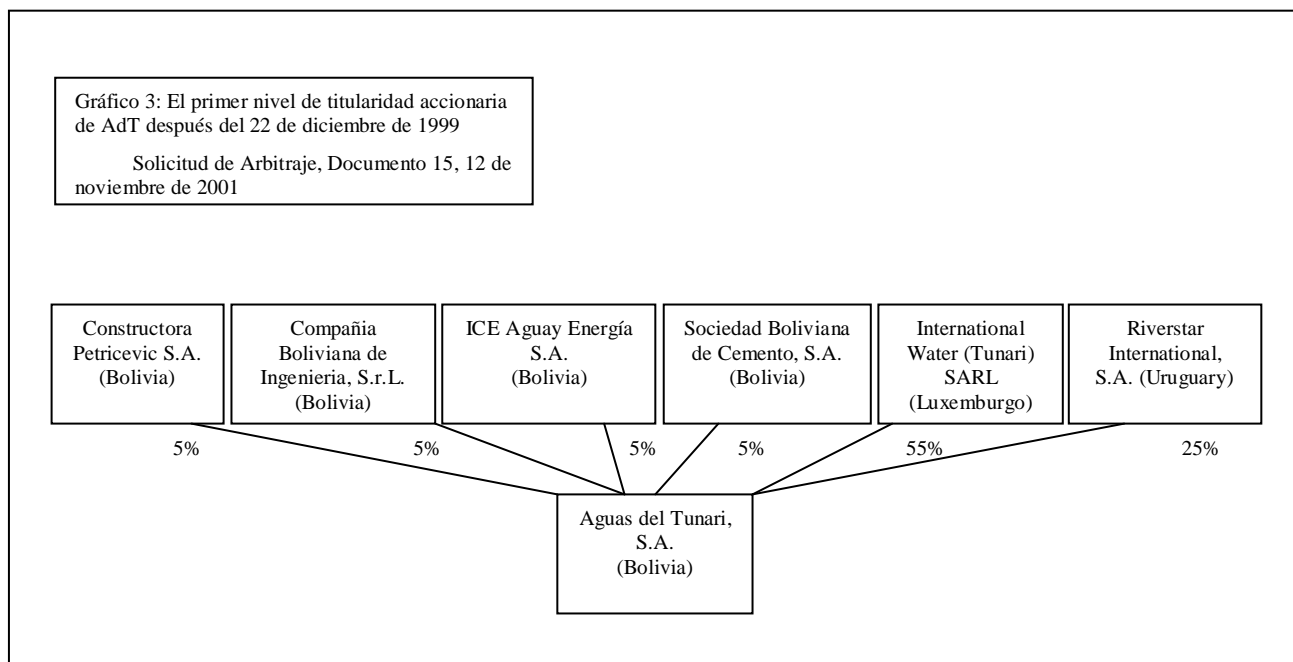 Gráfico 3: El primer nivel de titularidad accionaria
de AdT después del 22 de diciembre de 1999
Solicitud de Arbitraje, Documento 15, 12 de
noviembre de 2001
Constructora
Petricevic S.A.
(Bolivia)
Compañia
Boliviana de
Ingenieria, S.r.L.
(Bolivia)
ICE Aguay Energía
S.A.
(Bolivia)
Sociedad Boliviana
de Cemento, S.A.
(Bolivia)
International
Water (Tunari)
SARL
(Luxemburgo)
Riverstar
International,
S.A. (Uruguary)
5%
5%
5%
5%
55%
25%
Aguas del Tunari,
S.A.
(Bolivia)